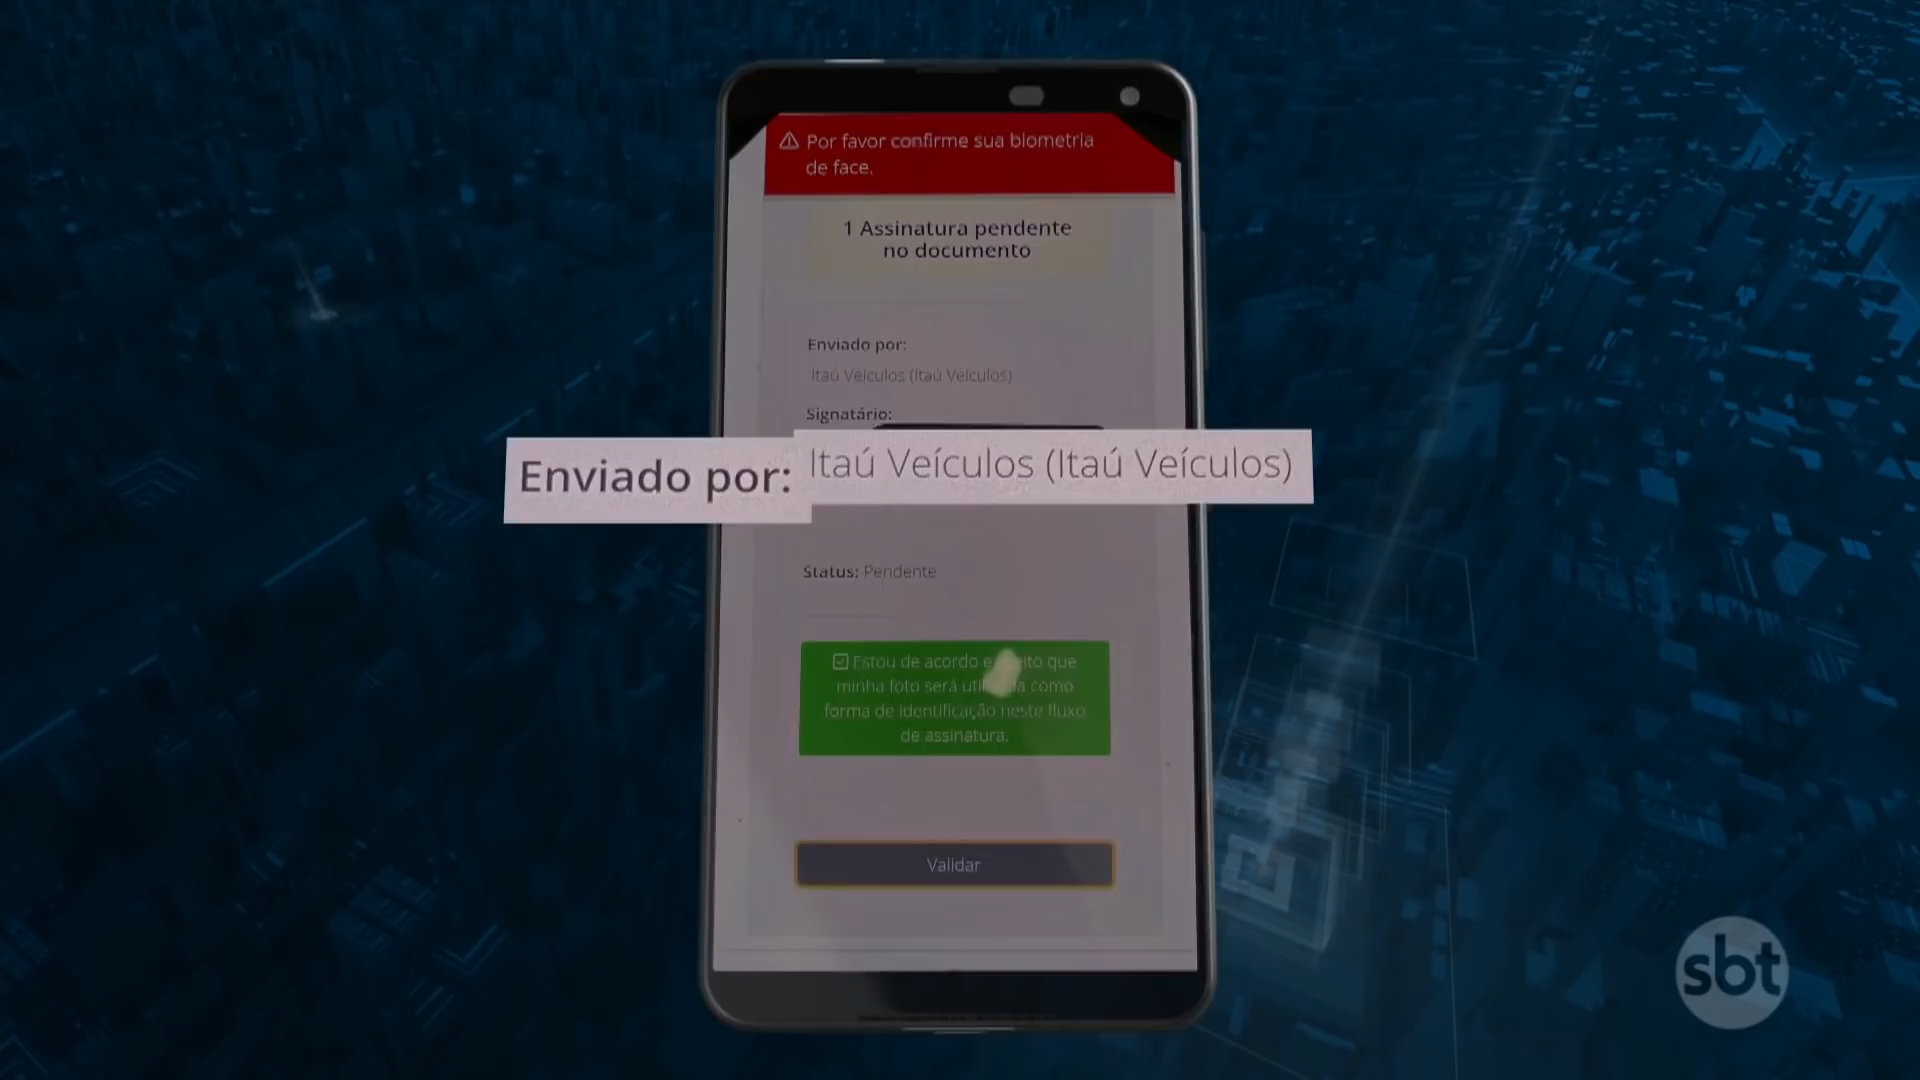 Por favor confirme sua biometria
de face.
1 Assinatura pendente
no documento
Enviado por:
Itaú Veículos (Itaú Veículos)
Signatário:
Enviado por: Itaú Veículos (Itaú Veículos)
Status: Pendente
Estou de acordo e que
minha foto será como
forma de identificação neste fluxo
de assinatura.
Validar
sbt